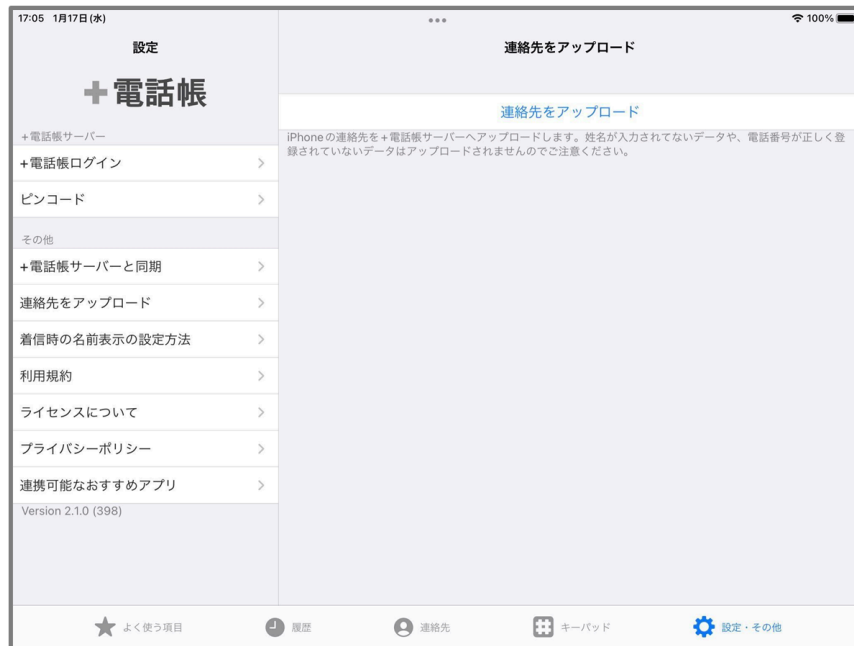 17:05 1月17日(水)
100%
設定
連絡先をアップロード
+電話帳
連絡先をアップロード
iPhoneの連絡先を+電話帳サーバーへアップロードします。姓名が入力されてないデータや、電話番号が正しく登
録されていないデータはアップロードされませんのでご注意ください。
+電話帳サーバー
+電話帳ログイン
ピンコード
その他
+電話帳サーバーと同期
連絡先をアップロード
着信時の名前表示の設定方法
利用規約
ライセンスについて
プライバシーポリシー
連携可能なおすすめアプリ
Version 2.1.0 (398)
よく使う項目
履歴
連絡先
キーパッド
設定・その他